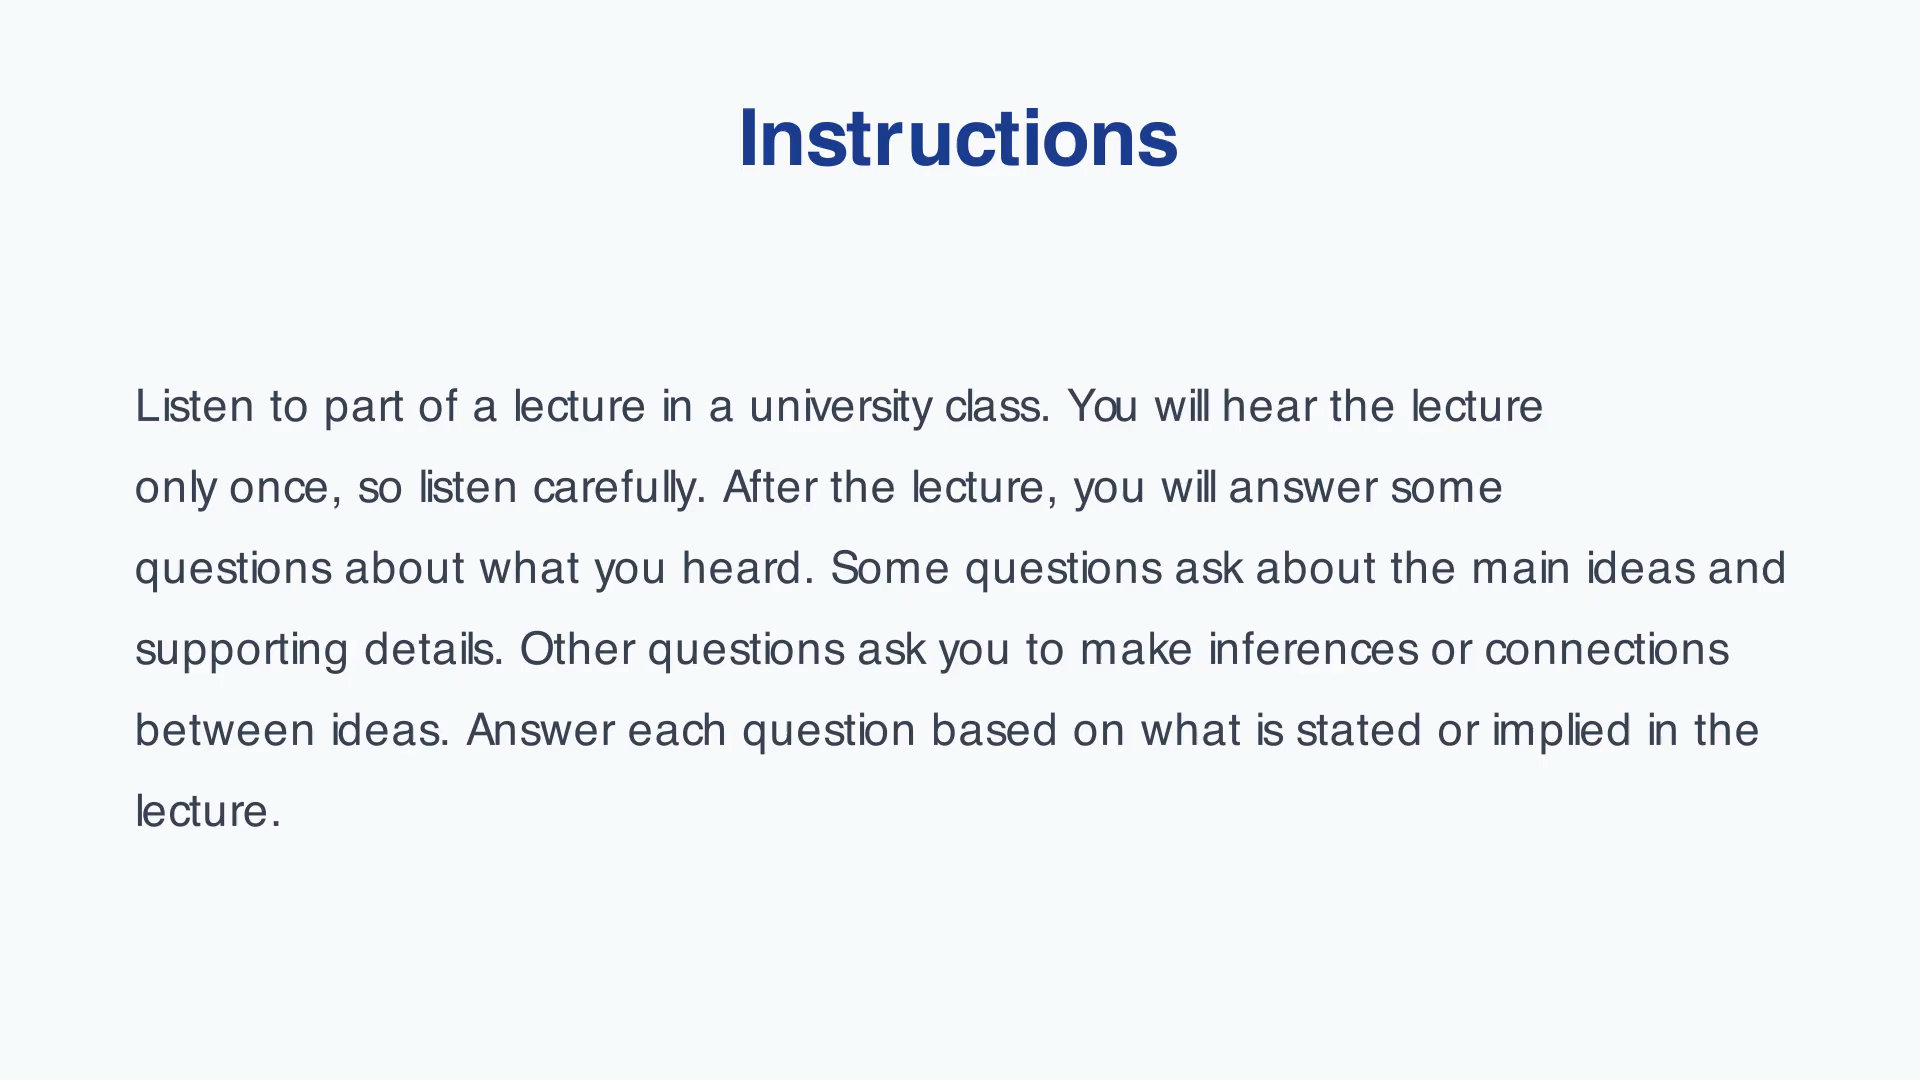 Instructions
Listen to part of a lecture in a university class. You will hear the lecture
only once, so listen carefully. After the lecture, you will answer some
questions about what you heard. Some questions ask about the main ideas and
supporting details. Other questions ask you to make inferences or connections
between ideas. Answer each question based on what is stated or implied in the
lecture.